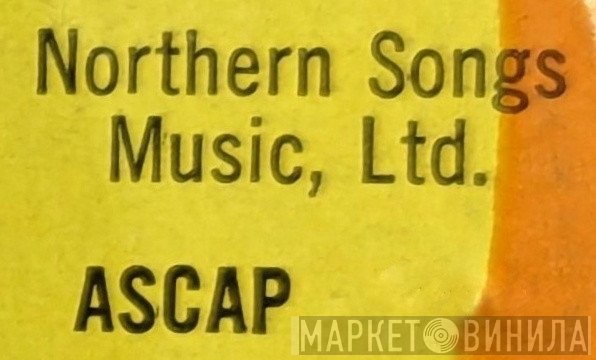 Northern Songs
Music, Ltd.
ASCAP
МАРКЕТ ВИНИЛА